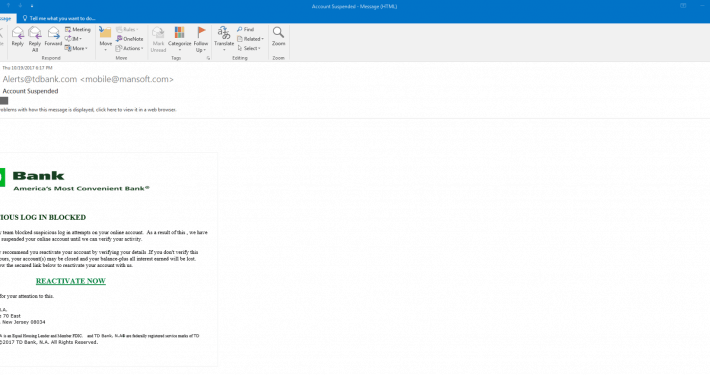 Account Suspended - Message (HTML)
ssage
Tell me what you want to do...
Reply
Reply All
Forward
Meeting
IM
More
Respond
Move
Rules
OneNote
Actions
Move
Mark Unread
Categorize
Follow Up
Tags
Translate
Find
Related
Select
Editing
Zoom
Zoom
Thu 10/19/2017 6:17 PM
Alerts@tdbank.com <mobile@mansoft.com>
Account Suspended
oblems with how this message is displayed, click here to view it in a web browser.
Bank
America's Most Convenient Bank®
IOUS LOG IN BLOCKED
team blocked suspicious log in attempts on your online account. As a result of this , we have
suspended your online account until we can verify your activity.
recommend you reactivate your account by verifying your details .If you don't verify this
ours, your account(s) may be closed and your balance-plus all interest earned will be lost.
ow the secured link below to reactivate your account with us.
REACTIVATE NOW
for your attention to this.
.A.
70 East
New Jersey 08034
A is an Equal Housing Lender and Member FDIC. and TD Bank, N.A® are federally registered service marks of TD
©2017 TD Bank, N.A. All Rights Reserved.